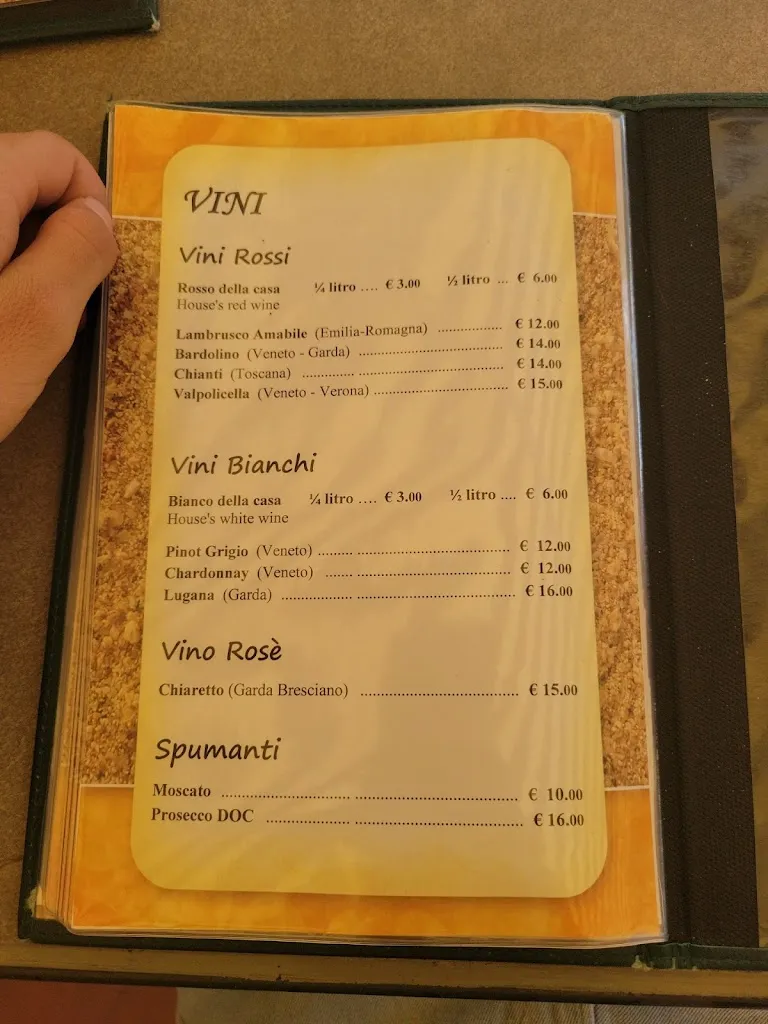 VINI
Vini Rossi
Rosso della casa ¼ litro .... € 3.00 ½ litro ... € 6.00
House's red wine
Lambrusco Amabile (Emilia-Romagna) ................. € 12.00
Bardolino (Veneto - Garda) ...................................... € 14.00
Chianti (Toscana) .............. ....................................... € 14.00
Valpolicella (Veneto - Verona) ................................... € 15.00
Vini Bianchi
Bianco della casa ¼ litro .... € 3.00 ½ litro .... € 6.00
House's white wine
Pinot Grigio (Veneto) ......... ........................................ € 12.00
Chardonnay (Veneto) ....... ........................................ € 12.00
Lugana (Garda) .................. ......................................... € 16.00
Vino Rosè
Chiaretto (Garda Bresciano) ......................................... € 15.00
Spumanti
Moscato ................................. .......................................... € 10.00
Prosecco DOC ..................... ........................................... € 16.00